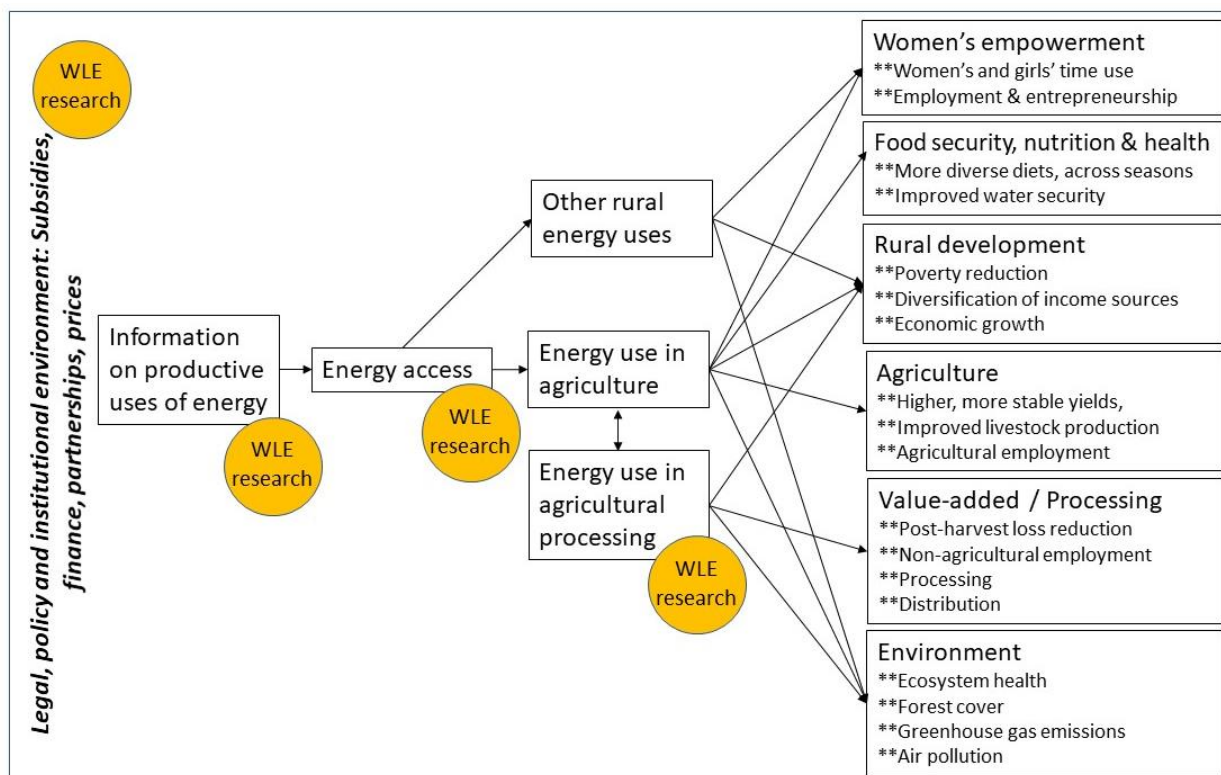 WLE
research
Legal, policy and institutional environment: Subsidies,
finance, partnerships, prices
Information
on productive
uses of energy
WLE
research
Energy access
WLE
research
Other rural
energy uses
Energy use in
agriculture
Energy use in
agricultural
processing
WLE
research
Women’s empowerment
**Women’s and girls’ time use
**Employment & entrepreneurship
Food security, nutrition & health
**More diverse diets, across seasons
**Improved water security
Rural development
**Poverty reduction
**Diversification of income sources
**Economic growth
Agriculture
**Higher, more stable yields,
**Improved livestock production
**Agricultural employment
Value-added / Processing
**Post-harvest loss reduction
**Non-agricultural employment
**Processing
**Distribution
Environment
**Ecosystem health
**Forest cover
**Greenhouse gas emissions
**Air pollution